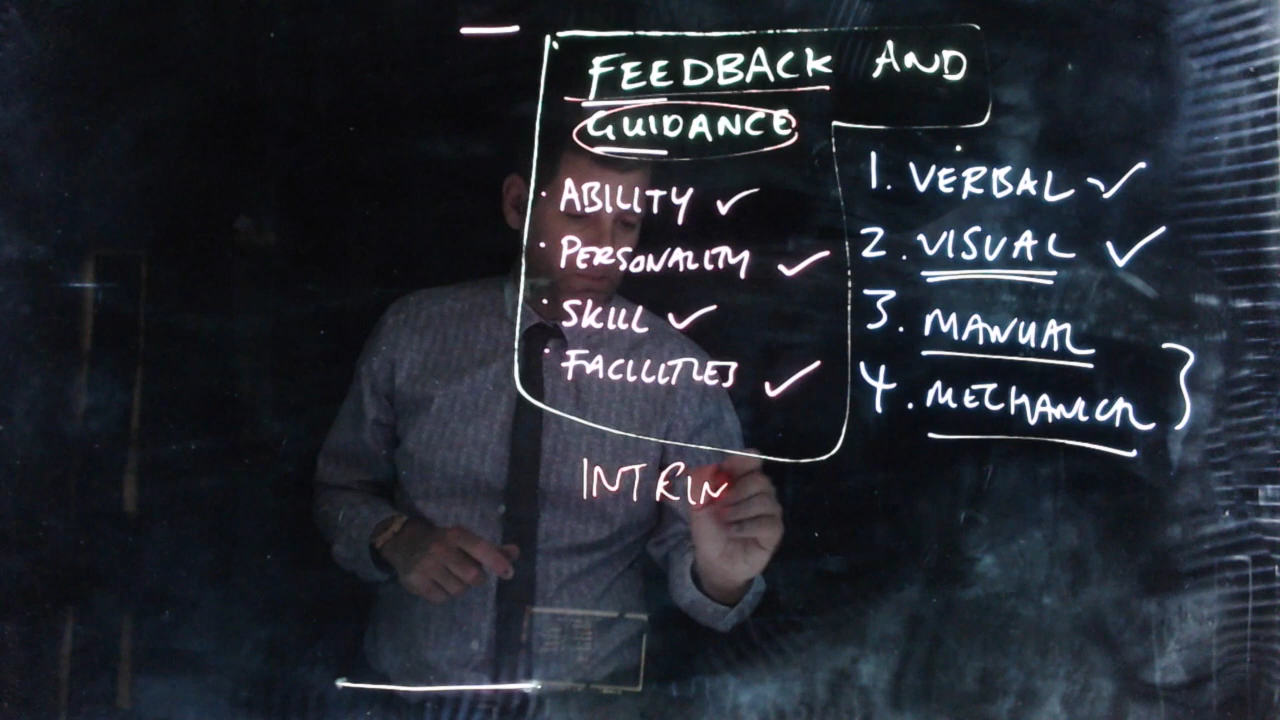 FEEDBACK AND
GUIDANCE
· ABILITY ✓
· PERSONALITY ✓
· SKILL ✓
· FACILITIES ✓
1. VERBAL ✓
2. VISUAL ✓
3. MANUAL
4. MECHANICAL
INTRIN